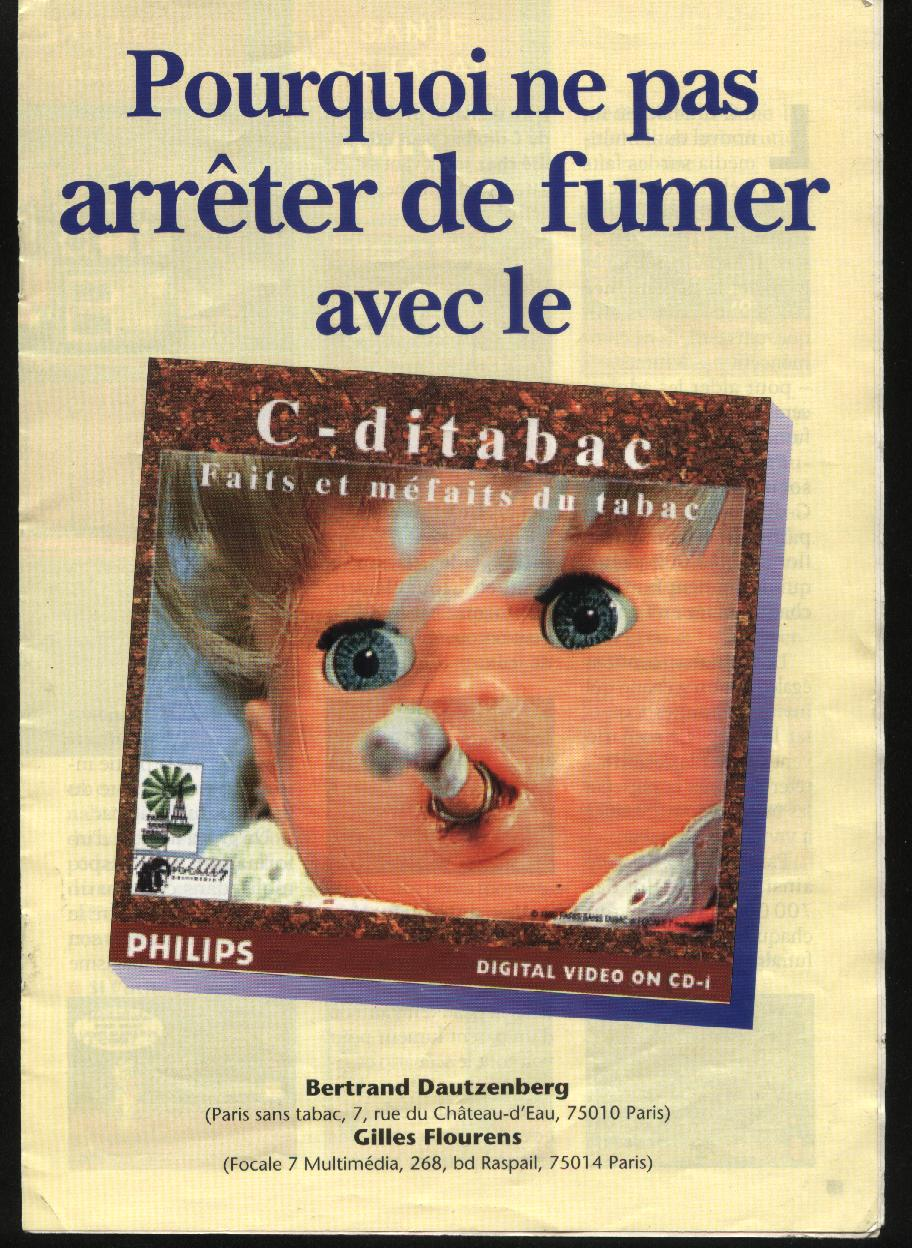 Pourquoi ne pas
arrêter de fumer
avec le
C-ditabac
Faits et méfaits du tabac
PHILIPS
DIGITAL VIDEO ON CD-i
Bertrand Dautzenberg
(Paris sans tabac, 7, rue du Château-d'Eau, 75010 Paris)
Gilles Flourens
(Focale 7 Multimédia, 268, bd Raspail, 75014 Paris)